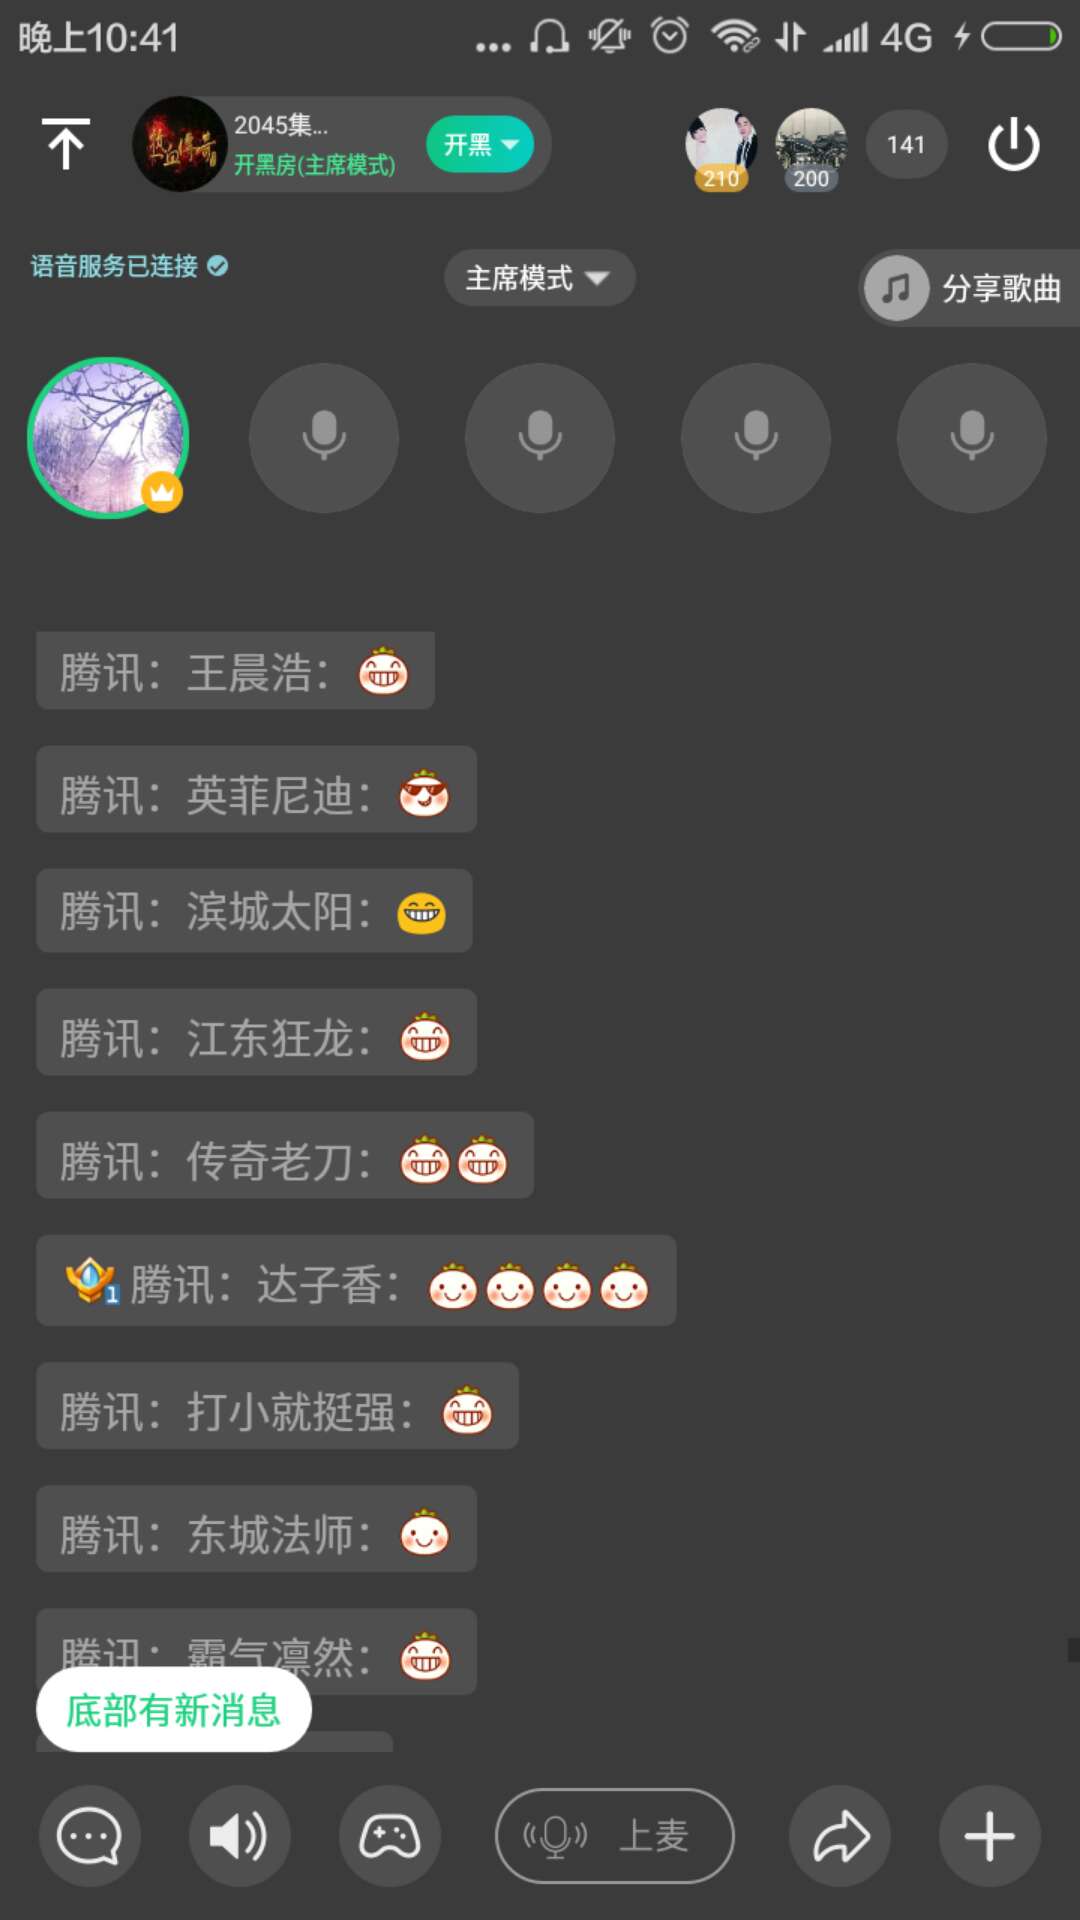 晚上10:41
4G
热血传奇
2045集...
开黑房(主席模式)
开黑
210
200
141
语音服务已连接
主席模式
分享歌曲
腾讯：王晨浩：
腾讯：英菲尼迪：
腾讯：滨城太阳：
腾讯：江东狂龙：
腾讯：传奇老刀：
1 腾讯：达子香：
腾讯：打小就挺强：
腾讯：东城法师：
腾讯：霸气凛然：
底部有新消息
上麦